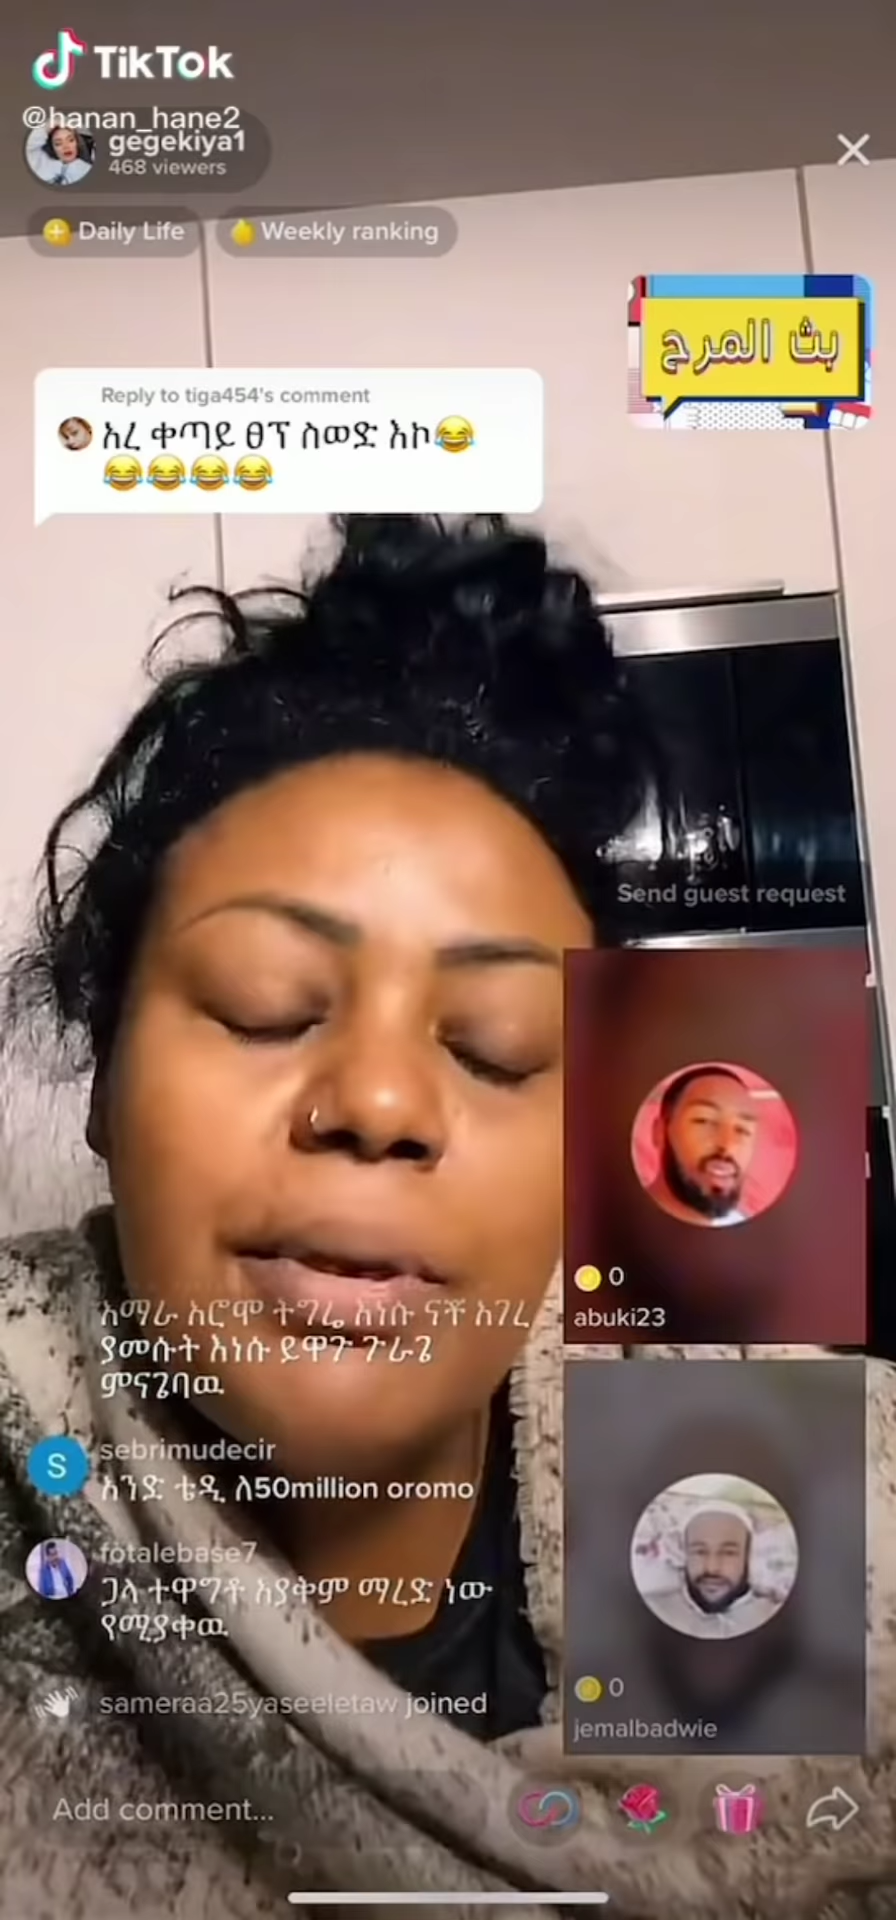 TikTok
@hanan_hane2
gegekiya1
468 viewers
Daily Life
Weekly ranking
بث المرح
Reply to tiga454's comment
አረ ቀጣይ ፀፕ ስወድ እኮ😂
😂😂😂😂
Send guest request
0
abuki23
አማራ አሮሞ ትግሬ እነሱ ናቸ አገረ
ያመሱት እነሱ ይዋጉ ጉራጌ
ምናጌባዉ
sebrimudecir
S
አንድ ቴዲ ለ50million oromo
fotalebase7
ጋላ ተዋግቶ አያቅም ማረድ ነው
የሚያቀዉ
0
jemalbadwie
sameraa25yaseeletaw joined
Add comment...